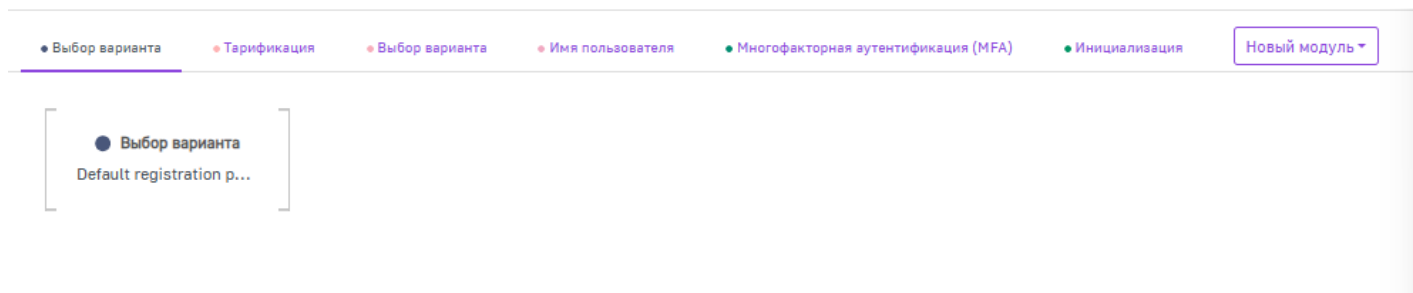 Выбор варианта Тарификация Выбор варианта Имя пользователя Многофакторная аутентификация (MFA) Инициализация Новый модуль
Выбор варианта
Default registration p...